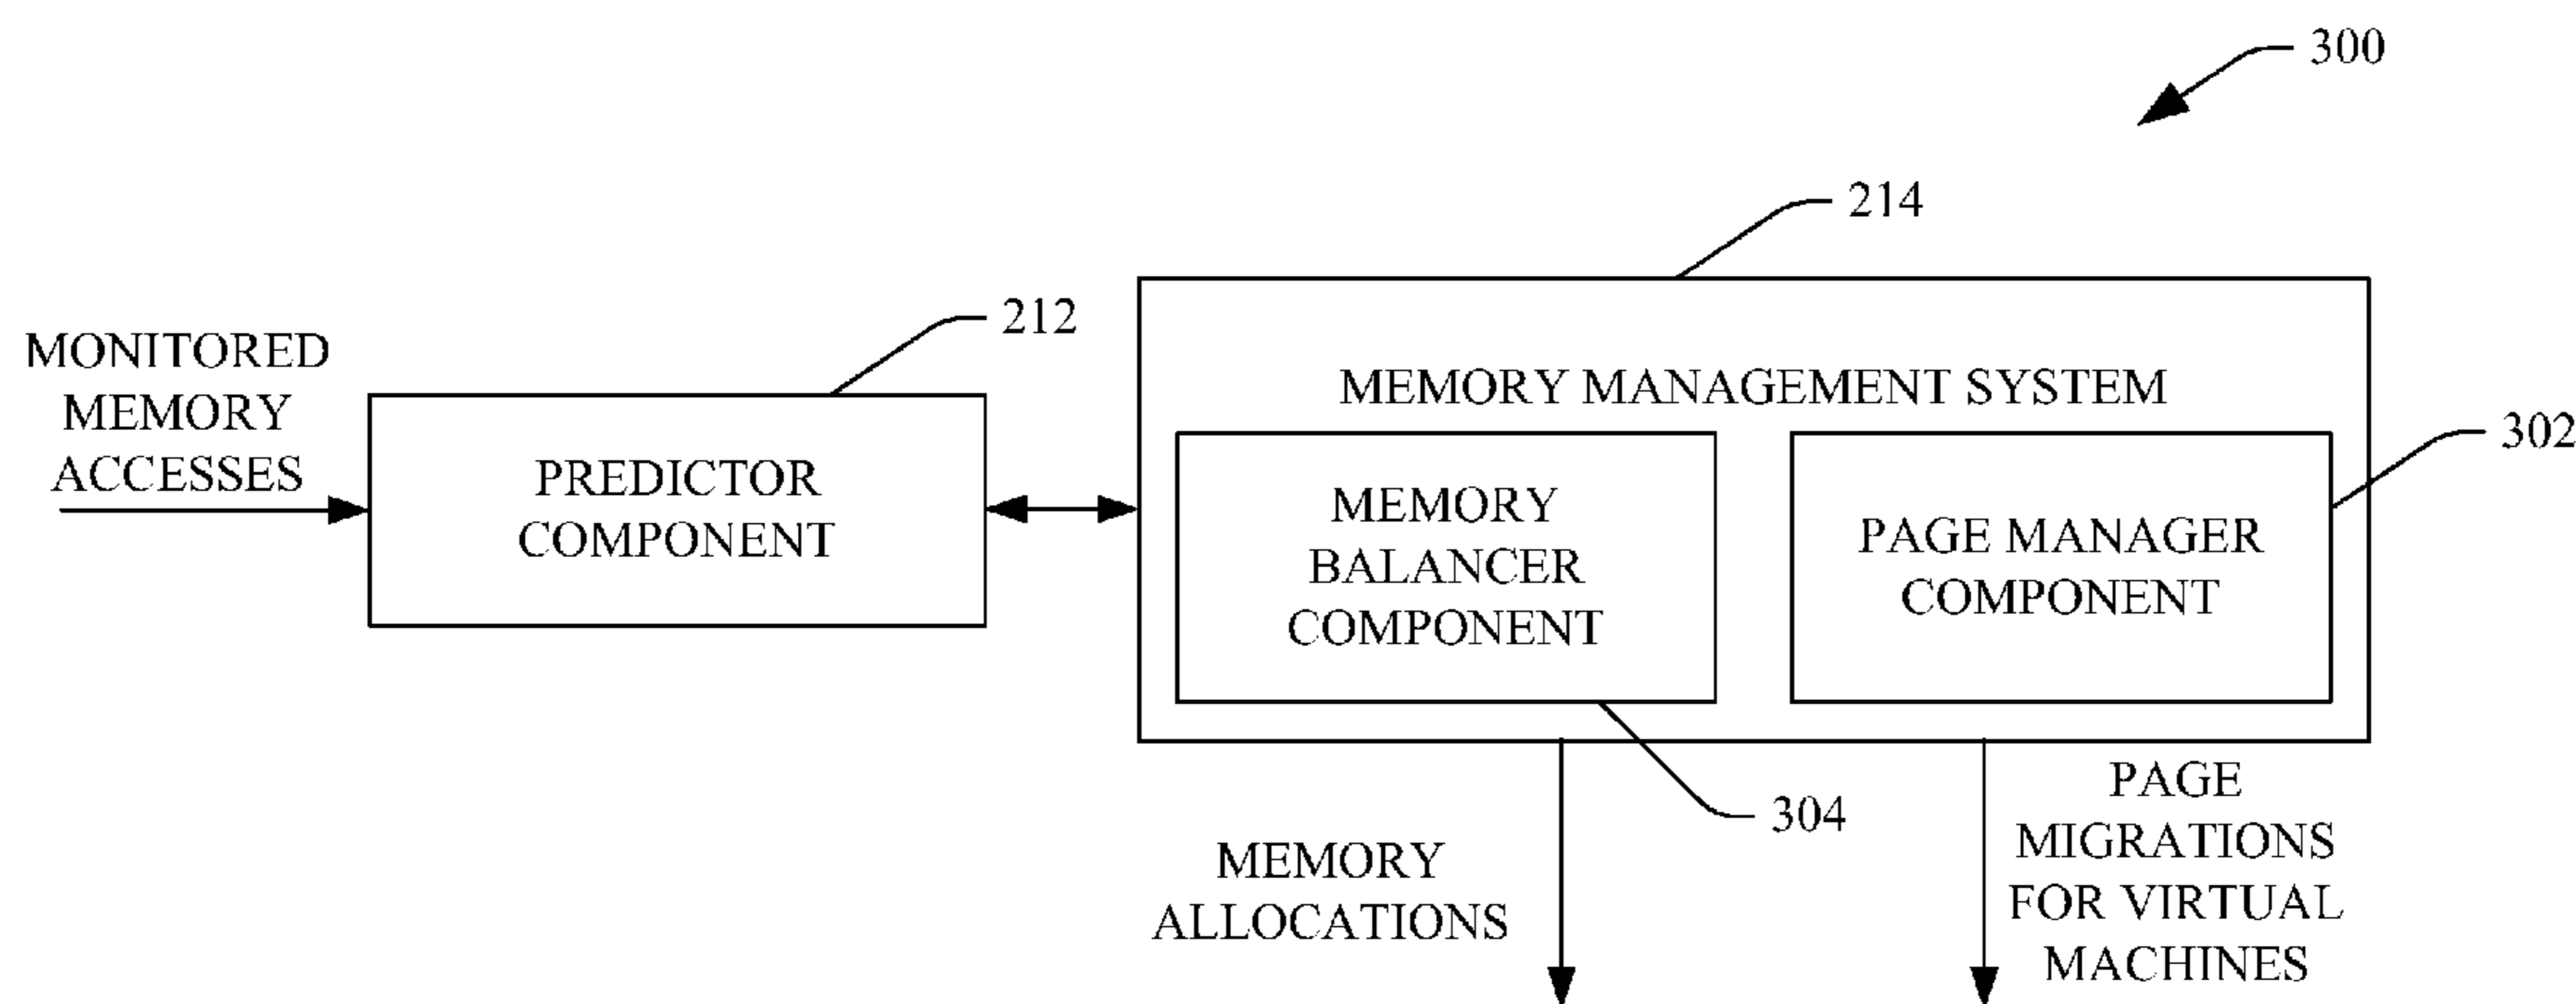 300
214
212
MONITORED
MEMORY
ACCESSES
PREDICTOR
COMPONENT
MEMORY MANAGEMENT SYSTEM
302
MEMORY
BALANCER
COMPONENT
PAGE MANAGER
COMPONENT
304
MEMORY
ALLOCATIONS
PAGE
MIGRATIONS
FOR VIRTUAL
MACHINES